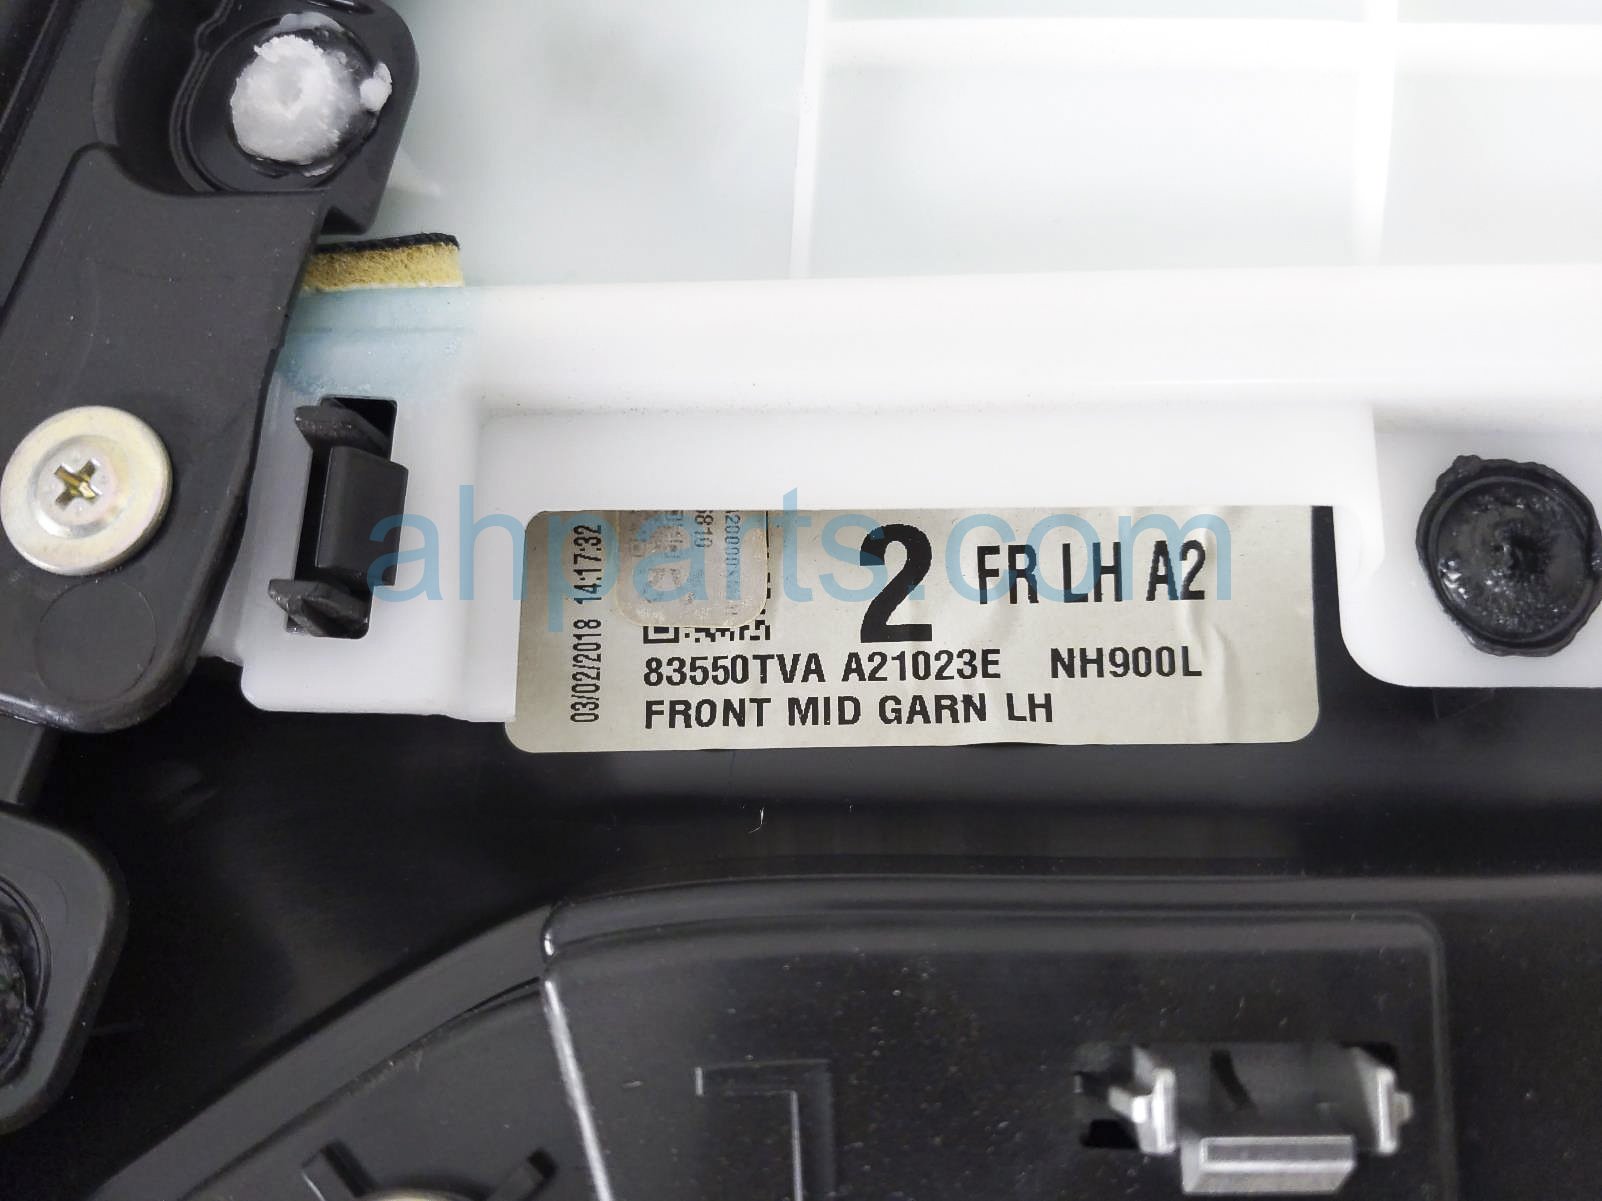 03/02/2018 14:17:32
2 FR LH A2
83550TVA A21023E NH900L
FRONT MID GARN LH
ahparts.com